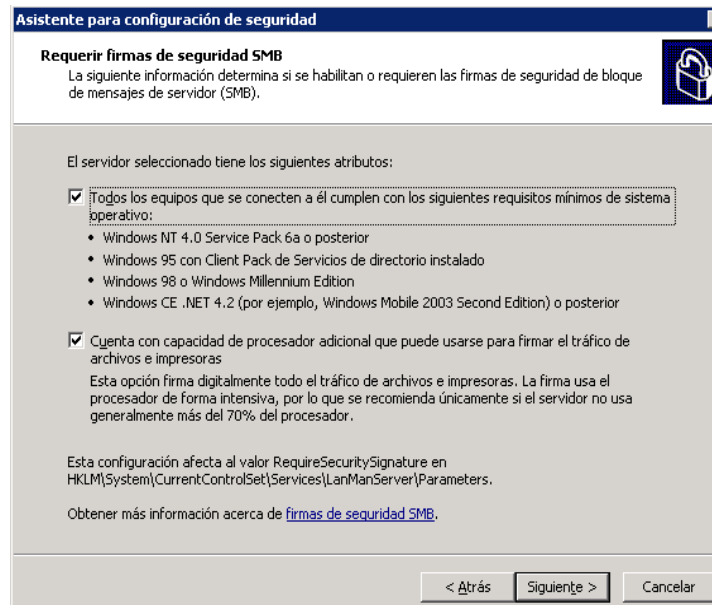 Asistente para configuración de seguridad
Requerir firmas de seguridad SMB
La siguiente información determina si se habilitan o requieren las firmas de seguridad de bloque
de mensajes de servidor (SMB).
El servidor seleccionado tiene los siguientes atributos:
Todos los equipos que se conecten a él cumplen con los siguientes requisitos mínimos de sistema
operativo:
• Windows NT 4.0 Service Pack 6a o posterior
• Windows 95 con Client Pack de Servicios de directorio instalado
• Windows 98 o Windows Millennium Edition
• Windows CE .NET 4.2 (por ejemplo, Windows Mobile 2003 Second Edition) o posterior
Cuenta con capacidad de procesador adicional que puede usarse para firmar el tráfico de
archivos e impresoras
Esta opción firma digitalmente todo el tráfico de archivos e impresoras. La firma usa el
procesador de forma intensiva, por lo que se recomienda únicamente si el servidor no usa
generalmente más del 70% del procesador.
Esta configuración afecta al valor RequireSecuritySignature en
HKLM\System\CurrentControlSet\Services\LanManServer\Parameters.
Obtener más información acerca de firmas de seguridad SMB.
< Atrás Siguiente > Cancelar